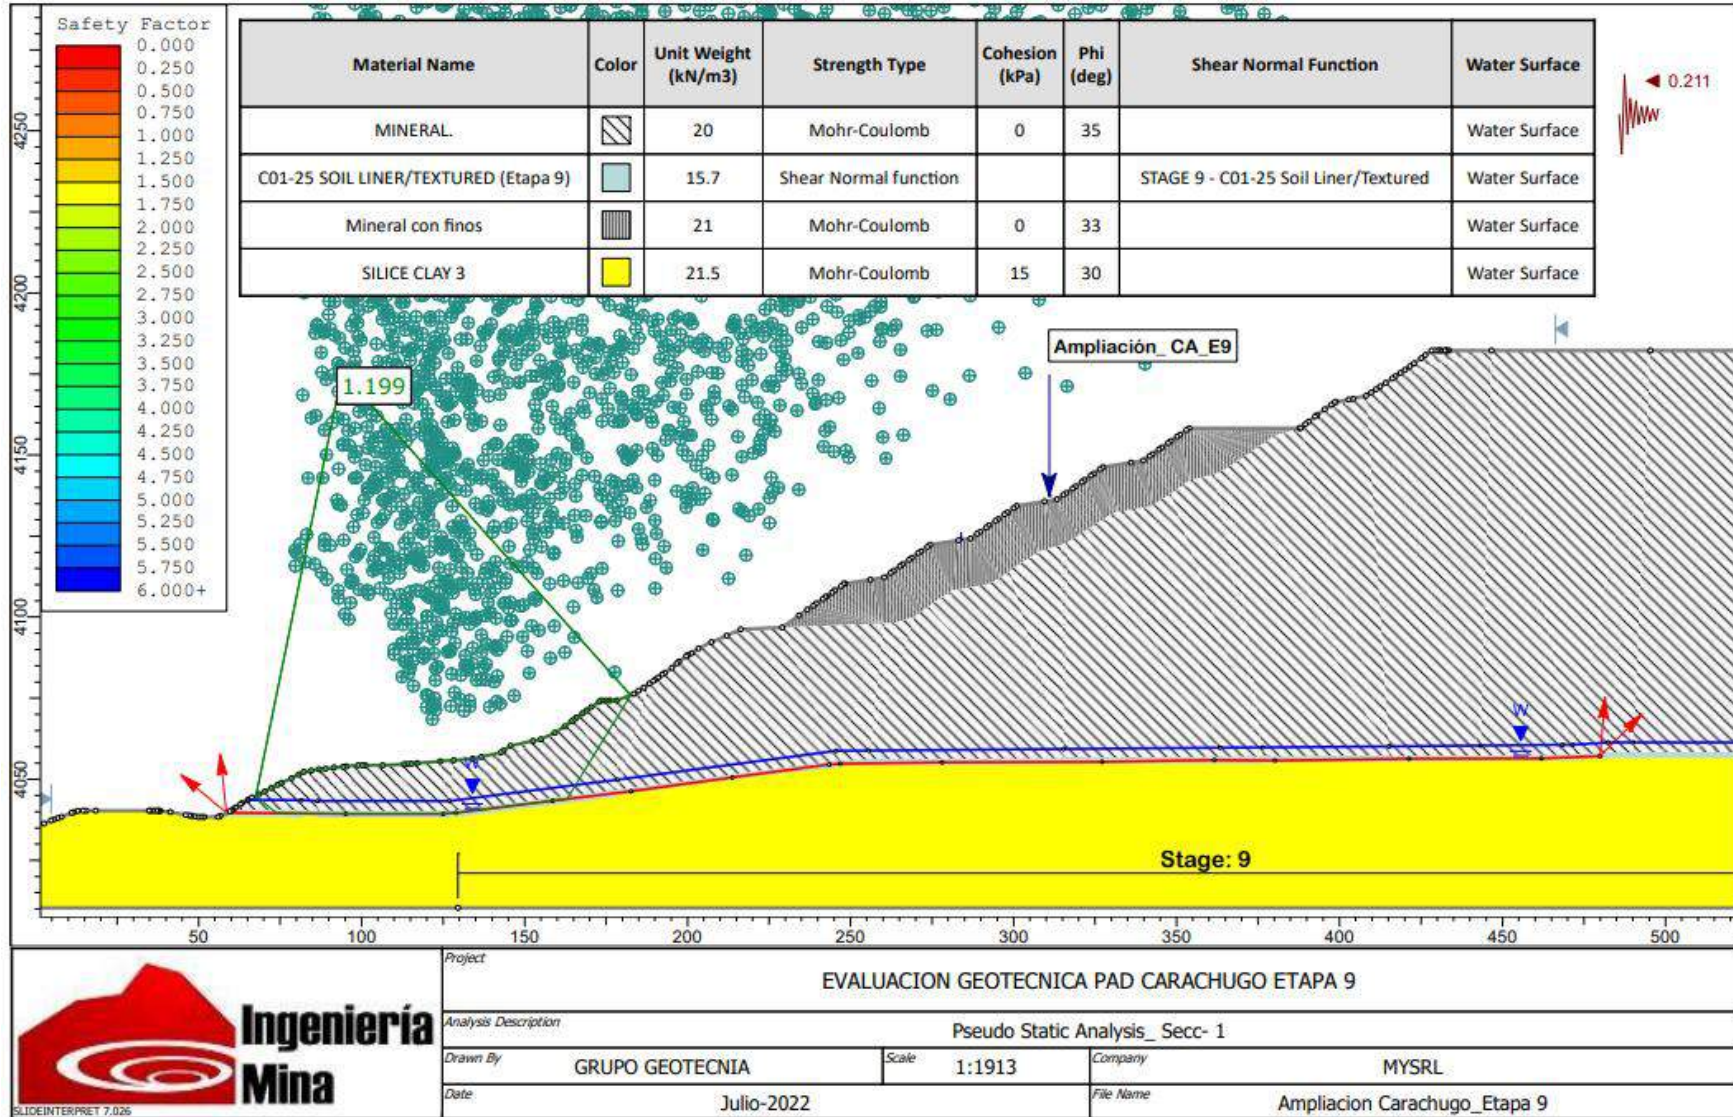 Safety Factor
0.000
0.250
0.500
0.750
1.000
1.250
1.500
1.750
2.000
2.250
2.500
2.750
3.000
3.250
3.500
3.750
4.000
4.250
4.500
4.750
5.000
5.250
5.500
5.750
6.000+
Material Name Color Unit Weight (kN/m3) Strength Type Cohesion (kPa) Phi (deg) Shear Normal Function Water Surface
MINERAL. 20 Mohr-Coulomb 0 35 Water Surface
C01-25 SOIL LINER/TEXTURED (Etapa 9) 15.7 Shear Normal function STAGE 9 - C01-25 Soil Liner/Textured Water Surface
Mineral con finos 21 Mohr-Coulomb 0 33 Water Surface
SILICE CLAY 3 21.5 Mohr-Coulomb 15 30 Water Surface
0.211
4250
4200
4150
4100
4050
1.199
Ampliación_ CA_E9
W
W
Stage: 9
50 100 150 200 250 300 350 400 450 500
Ingeniería
Mina
SLIDEINTERPRET 7.026
Project
EVALUACION GEOTECNICA PAD CARACHUGO ETAPA 9
Analysis Description
Pseudo Static Analysis_ Secc- 1
Drawn By GRUPO GEOTECNIA Scale 1:1913 Company MYSRL
Date Julio-2022 File Name Ampliacion Carachugo_Etapa 9